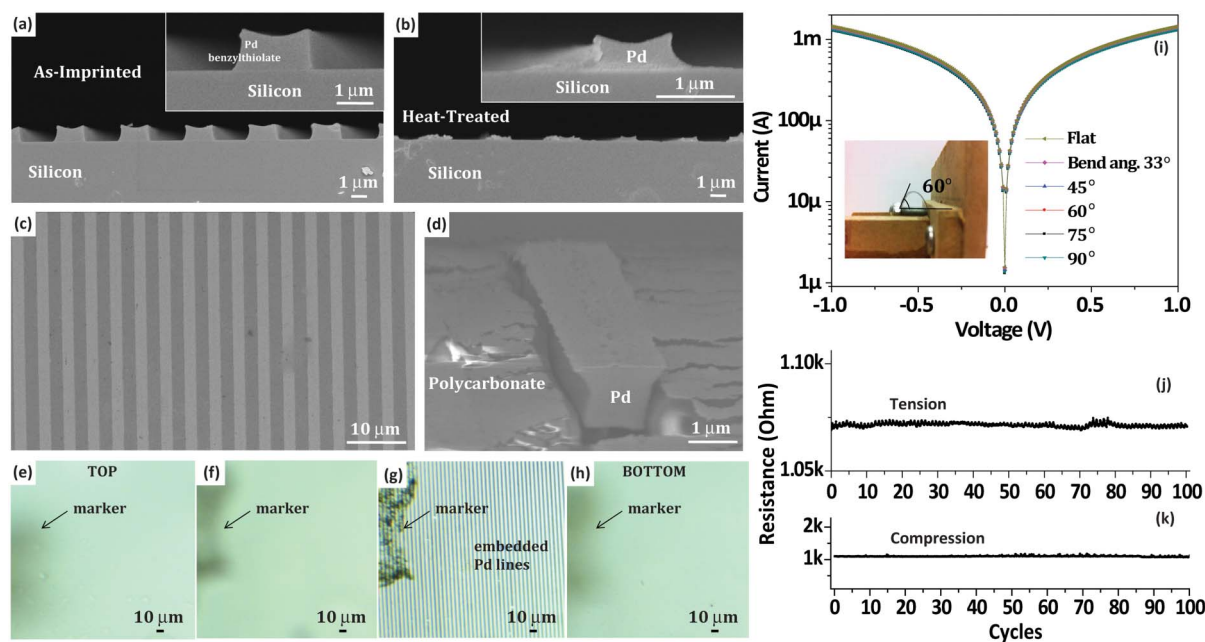 (a)
Pd
benzylthiolate
As-Imprinted
Silicon
1 μm
Silicon
1 μm
(b)
Pd
Silicon
1 μm
Heat-Treated
Silicon
1 μm
(c)
10 μm
(d)
Polycarbonate
Pd
1 μm
(e)
TOP
marker
10 μm
(f)
marker
10 μm
(g)
marker
embedded
Pd lines
10 μm
(h)
BOTTOM
marker
10 μm
(i)
Current (A)
1m
100μ
10μ
1μ
60°
Flat
Bend ang. 33°
45°
60°
75°
90°
-1.0 -0.5 0.0 0.5 1.0
Voltage (V)
Resistance (Ohm)
1.10k
(j)
Tension
1.05k
0 10 20 30 40 50 60 70 80 90 100
(k)
2k
Compression
1k
0 10 20 30 40 50 60 70 80 90 100
Cycles